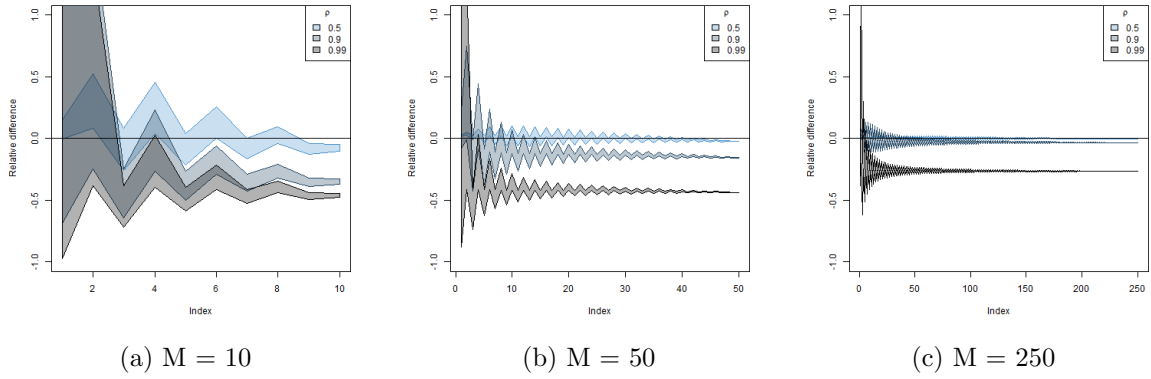 ρ
0.5
0.9
0.99
Relative difference
0.5
0.0
-0.5
-1.0
2 4 6 8 10
Index
(a) M = 10
ρ
0.5
0.9
0.99
Relative difference
1.0
0.5
0.0
-0.5
-1.0
0 10 20 30 40 50
Index
(b) M = 50
ρ
0.5
0.9
0.99
Relative difference
1.0
0.5
0.0
-0.5
-1.0
0 50 100 150 200 250
Index
(c) M = 250